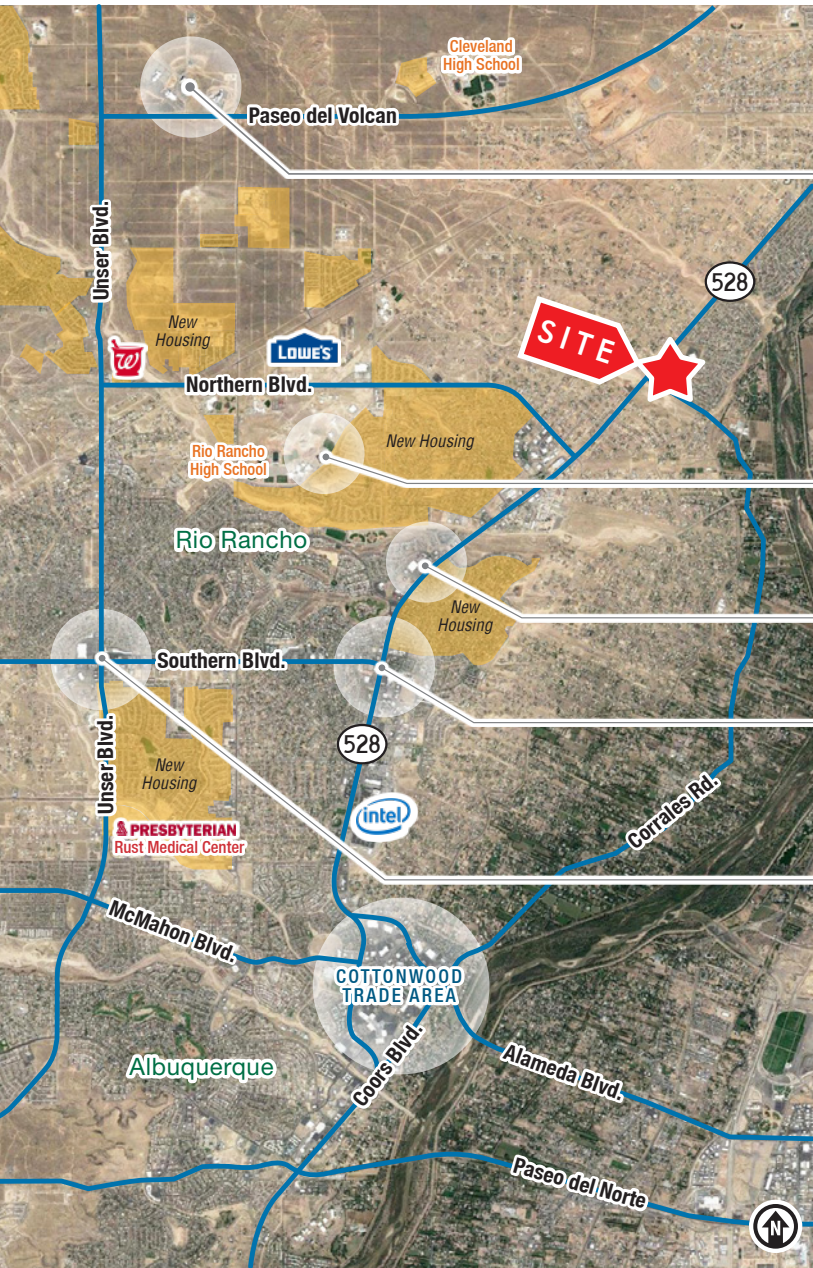 Cleveland
High School
Paseo del Volcan
Unser Blvd.
528
SITE
New
Housing
W
LOWE'S
Northern Blvd.
New Housing
Rio Rancho
High School
Rio Rancho
New
Housing
Southern Blvd.
528
Unser Blvd.
New
Housing
intel
Corrales Rd.
PRESBYTERIAN
Rust Medical Center
McMahon Blvd.
COTTONWOOD
TRADE AREA
Coors Blvd.
Albuquerque
Alameda Blvd.
Paseo del Norte
N